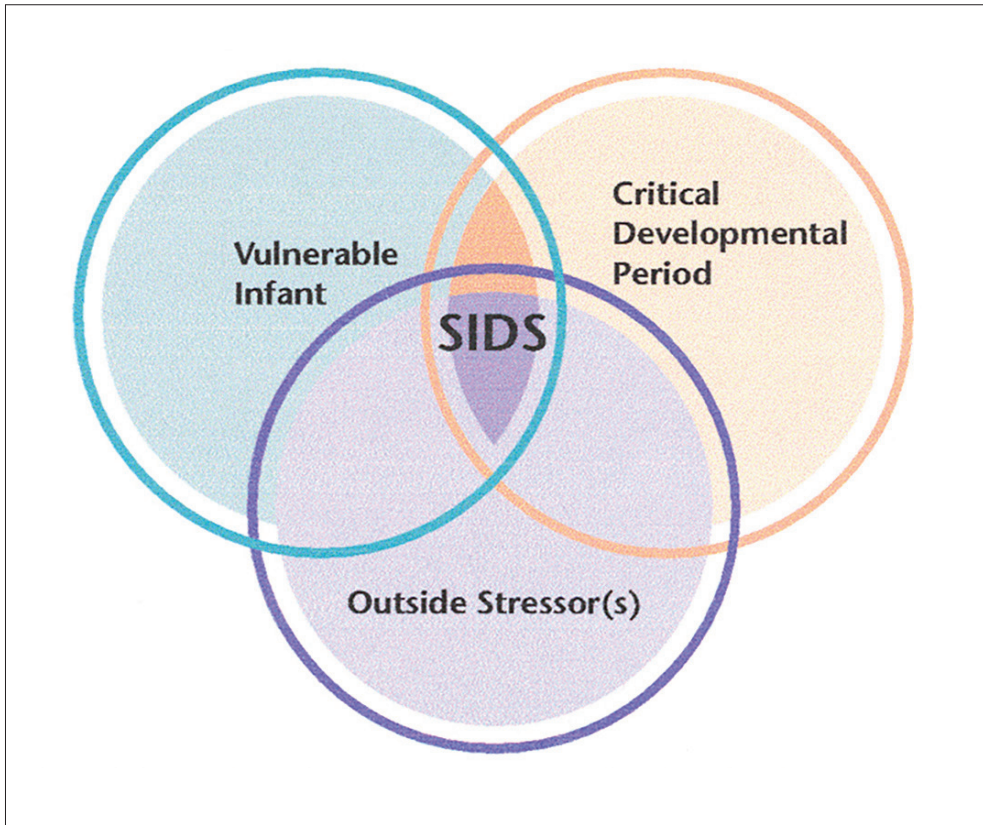 Vulnerable
Infant
Critical
Developmental
Period
SIDS
Outside Stressor(s)